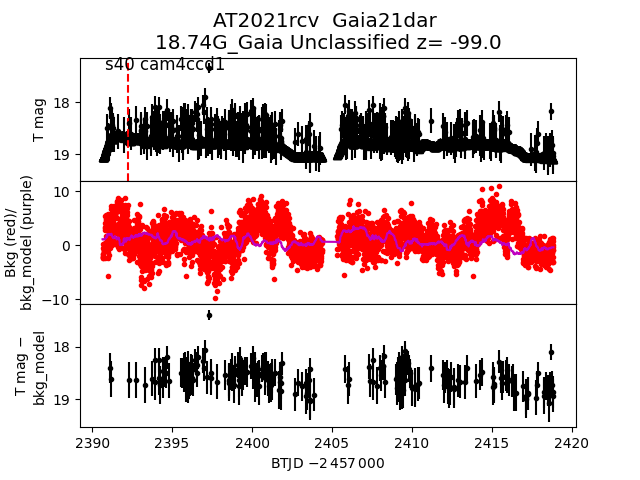 AT2021rcv  Gaia21dar
18.74G_Gaia Unclassified z= -99.0
s40 cam4ccd1
T mag
18
19
Bkg (red)/
bkg_model (purple)
10
0
−10
T mag −
bkg_model
18
19
2390 2395 2400 2405 2410 2415 2420
BTJD −2 457 000